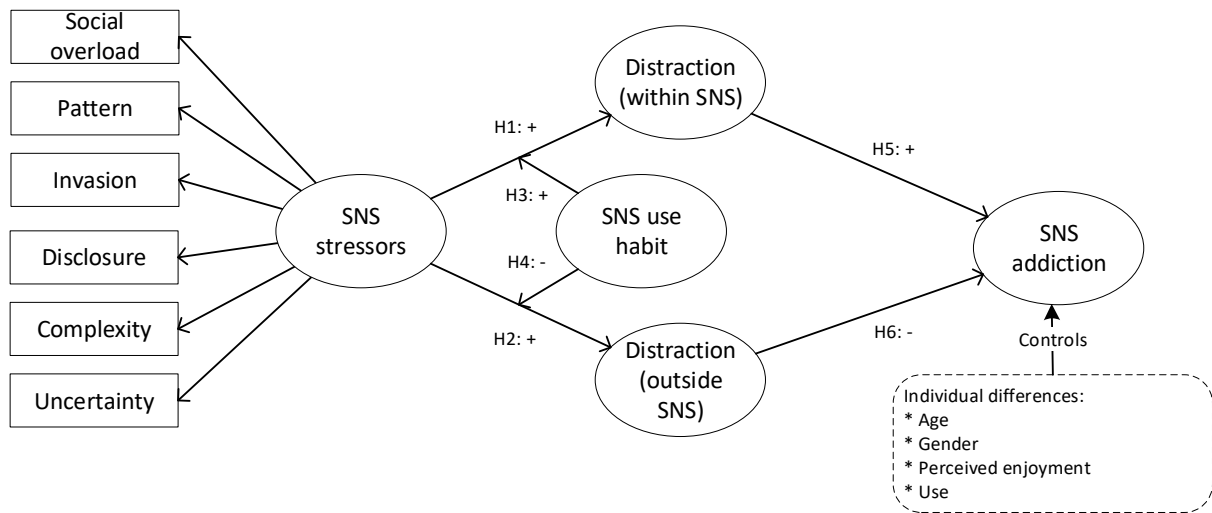 Social
overload
Pattern
Invasion
Disclosure
Complexity
Uncertainty
SNS
stressors
H1: +
H3: +
H4: -
H2: +
Distraction
(within SNS)
SNS use
habit
Distraction
(outside
SNS)
H5: +
H6: -
SNS
addiction
Controls
Individual differences:
* Age
* Gender
* Perceived enjoyment
* Use